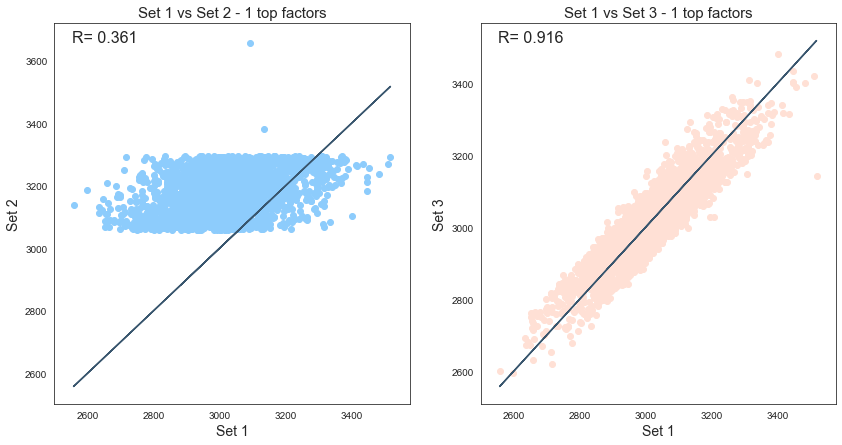 Set 1 vs Set 2 - 1 top factors
R= 0.361
3600
3400
3200
3000
2800
2600
Set 2
2600 2800 3000 3200 3400
Set 1
Set 1 vs Set 3 - 1 top factors
R= 0.916
3400
3200
3000
2800
2600
Set 3
2600 2800 3000 3200 3400
Set 1